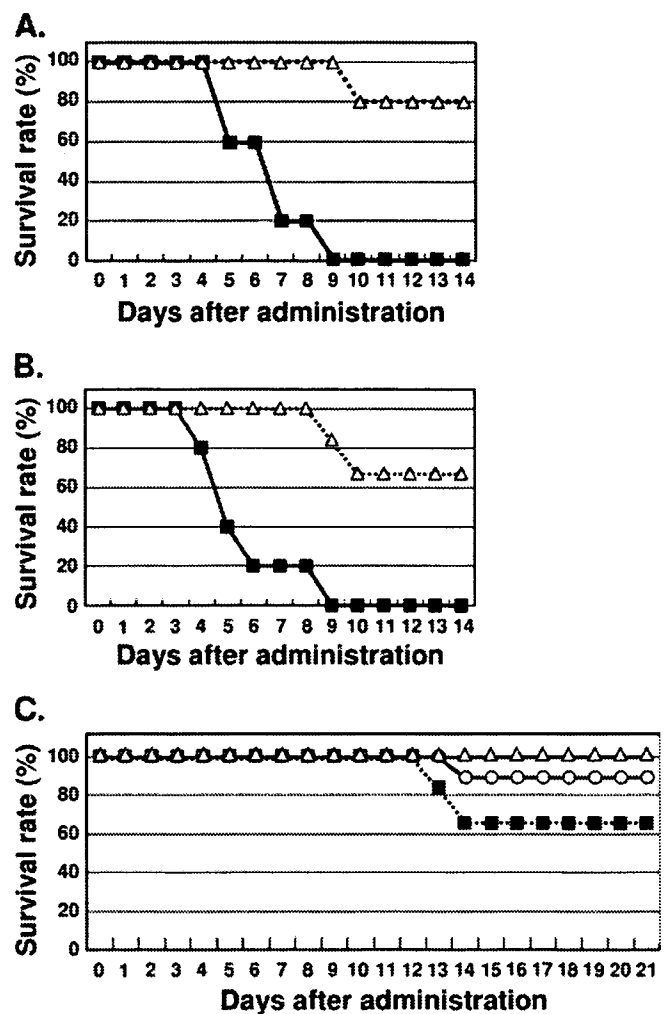 A.
Survival rate (%)
100
80
60
40
20
0
0 1 2 3 4 5 6 7 8 9 10 11 12 13 14
Days after administration
B.
Survival rate (%)
100
80
60
40
20
0
0 1 2 3 4 5 6 7 8 9 10 11 12 13 14
Days after administration
C.
Survival rate (%)
100
80
60
40
20
0
0 1 2 3 4 5 6 7 8 9 10 11 12 13 14 15 16 17 18 19 20 21
Days after administration